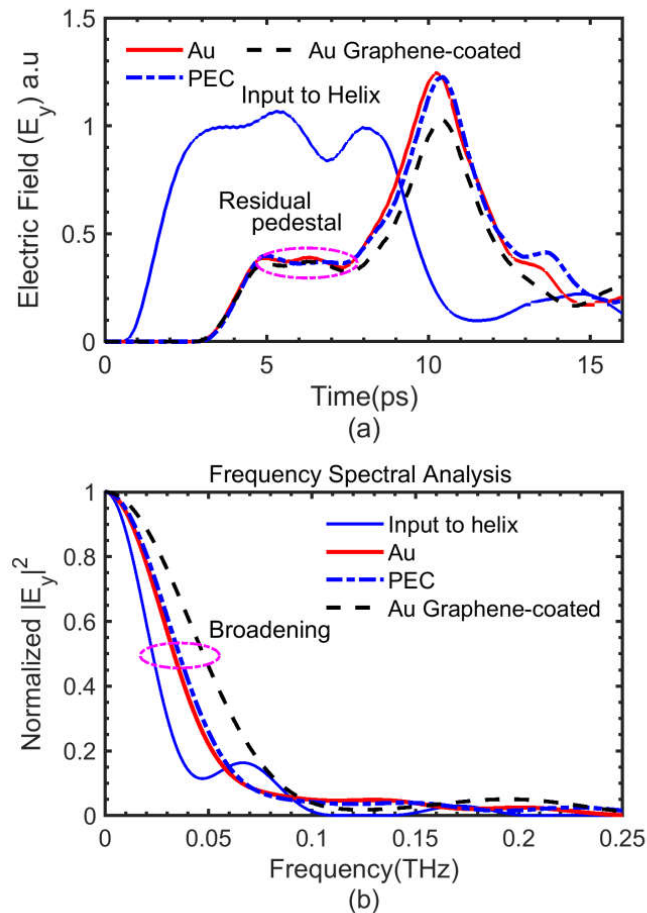 1.5
1
0.5
0
Electric Field (E_y) a.u
Au
Au Graphene-coated
PEC
Input to Helix
Residual
pedestal
0 5 10 15
Time(ps)
(a)
Frequency Spectral Analysis
1
0.8
0.6
0.4
0.2
0
Normalized |E_y|^2
Input to helix
Au
PEC
Au Graphene-coated
Broadening
0 0.05 0.1 0.15 0.2 0.25
Frequency(THz)
(b)